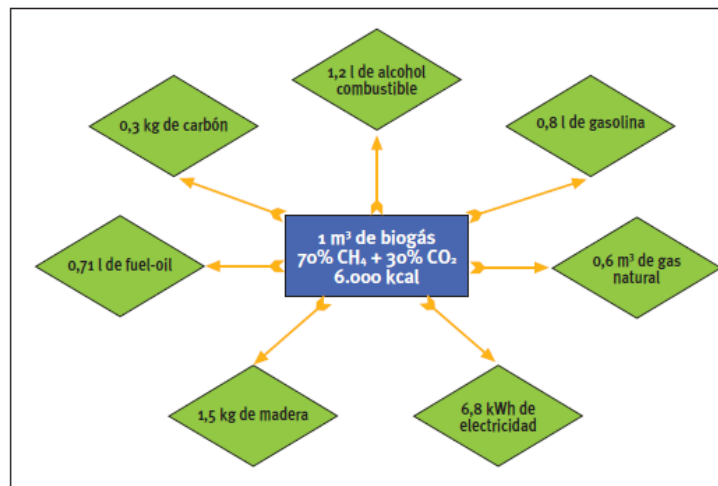 1,2 l de alcohol
combustible
0,3 kg de carbón
0,8 l de gasolina
1 m³ de biogás
70% CH₄ + 30% CO₂
6.000 kcal
0,71 l de fuel-oil
0,6 m³ de gas
natural
1,5 kg de madera
6,8 kWh de
electricidad